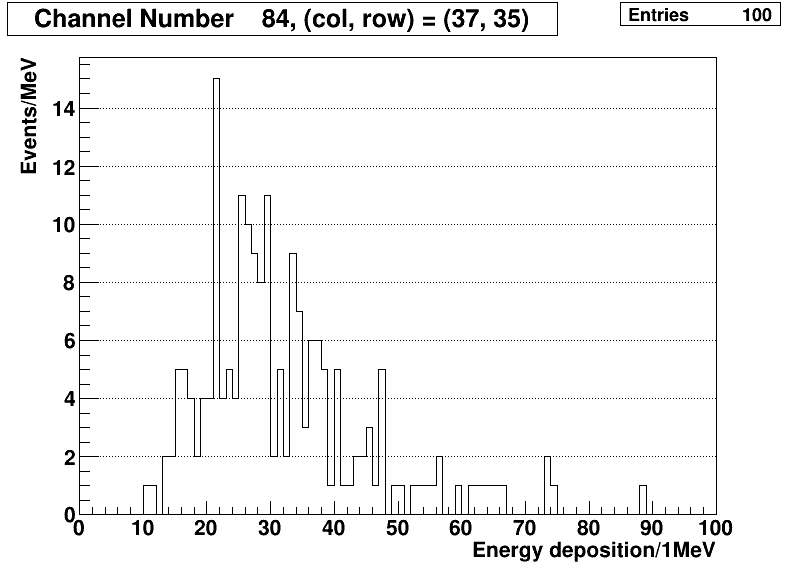 Channel Number 84, (col, row) = (37, 35)
Entries 100
Events/MeV
14
12
10
8
6
4
2
0
0 10 20 30 40 50 60 70 80 90 100
Energy deposition/1MeV